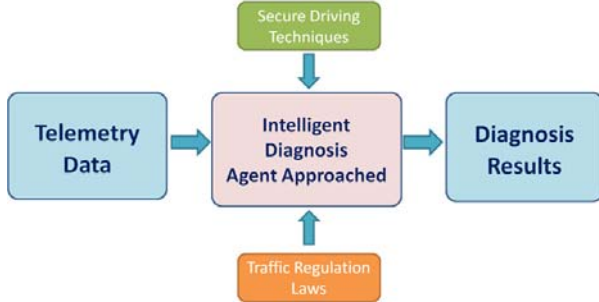 Secure Driving
Techniques
Telemetry
Data
Intelligent
Diagnosis
Agent Approached
Diagnosis
Results
Traffic Regulation
Laws